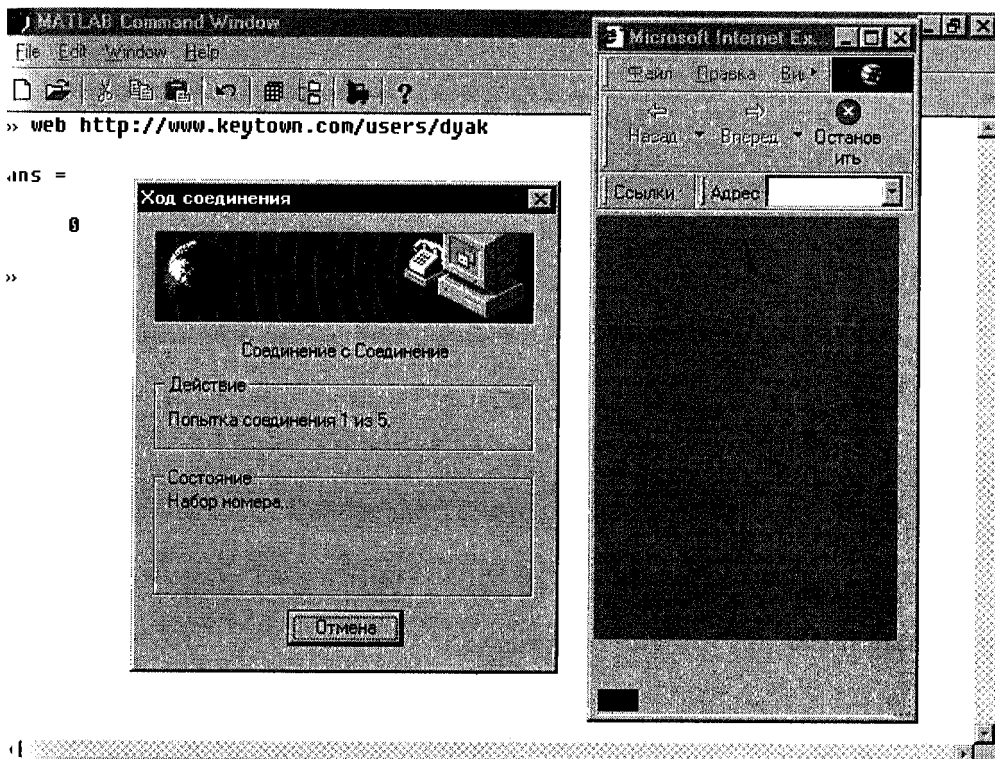 MATLAB Command Window
File Edit Window Help
» web http://www.keytown.com/users/dyak
ans =
0
»
Ход соединения
Соединение с Соединение
Действие
Попытка соединения 1 из 5.
Состояние
Набор номера...
Отмена
Microsoft Internet Ex...
Файл Правка Ви
Назад Вперед Останов
ить
Ссылки Адрес